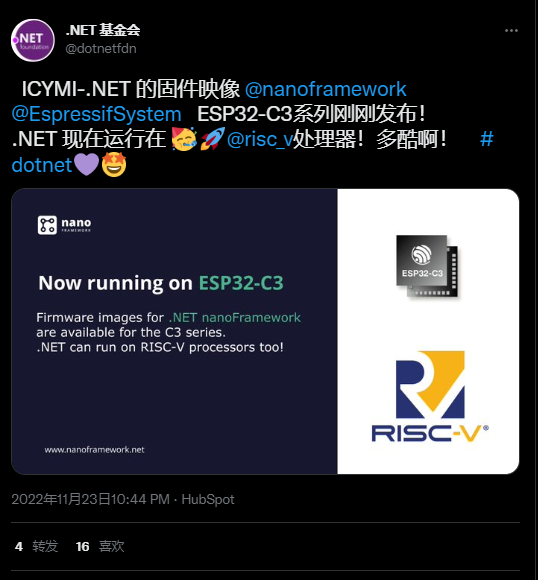 .NET 基金会
@dotnetfdn
ICYMI-.NET 的固件映像 @nanoframework
@EspressifSystem ESP32-C3系列刚刚发布！
.NET 现在运行在 🥳🚀@risc_v处理器！多酷啊！ #
dotnet💜🤩
nano
FRAMEWORK
Now running on ESP32-C3
Firmware images for .NET nanoFramework
are available for the C3 series.
.NET can run on RISC-V processors too!
www.nanoframework.net
ESP32-C3
RISC-V®
2022年11月23日10:44 PM · HubSpot
4 转发 16 喜欢
.NET
foundation